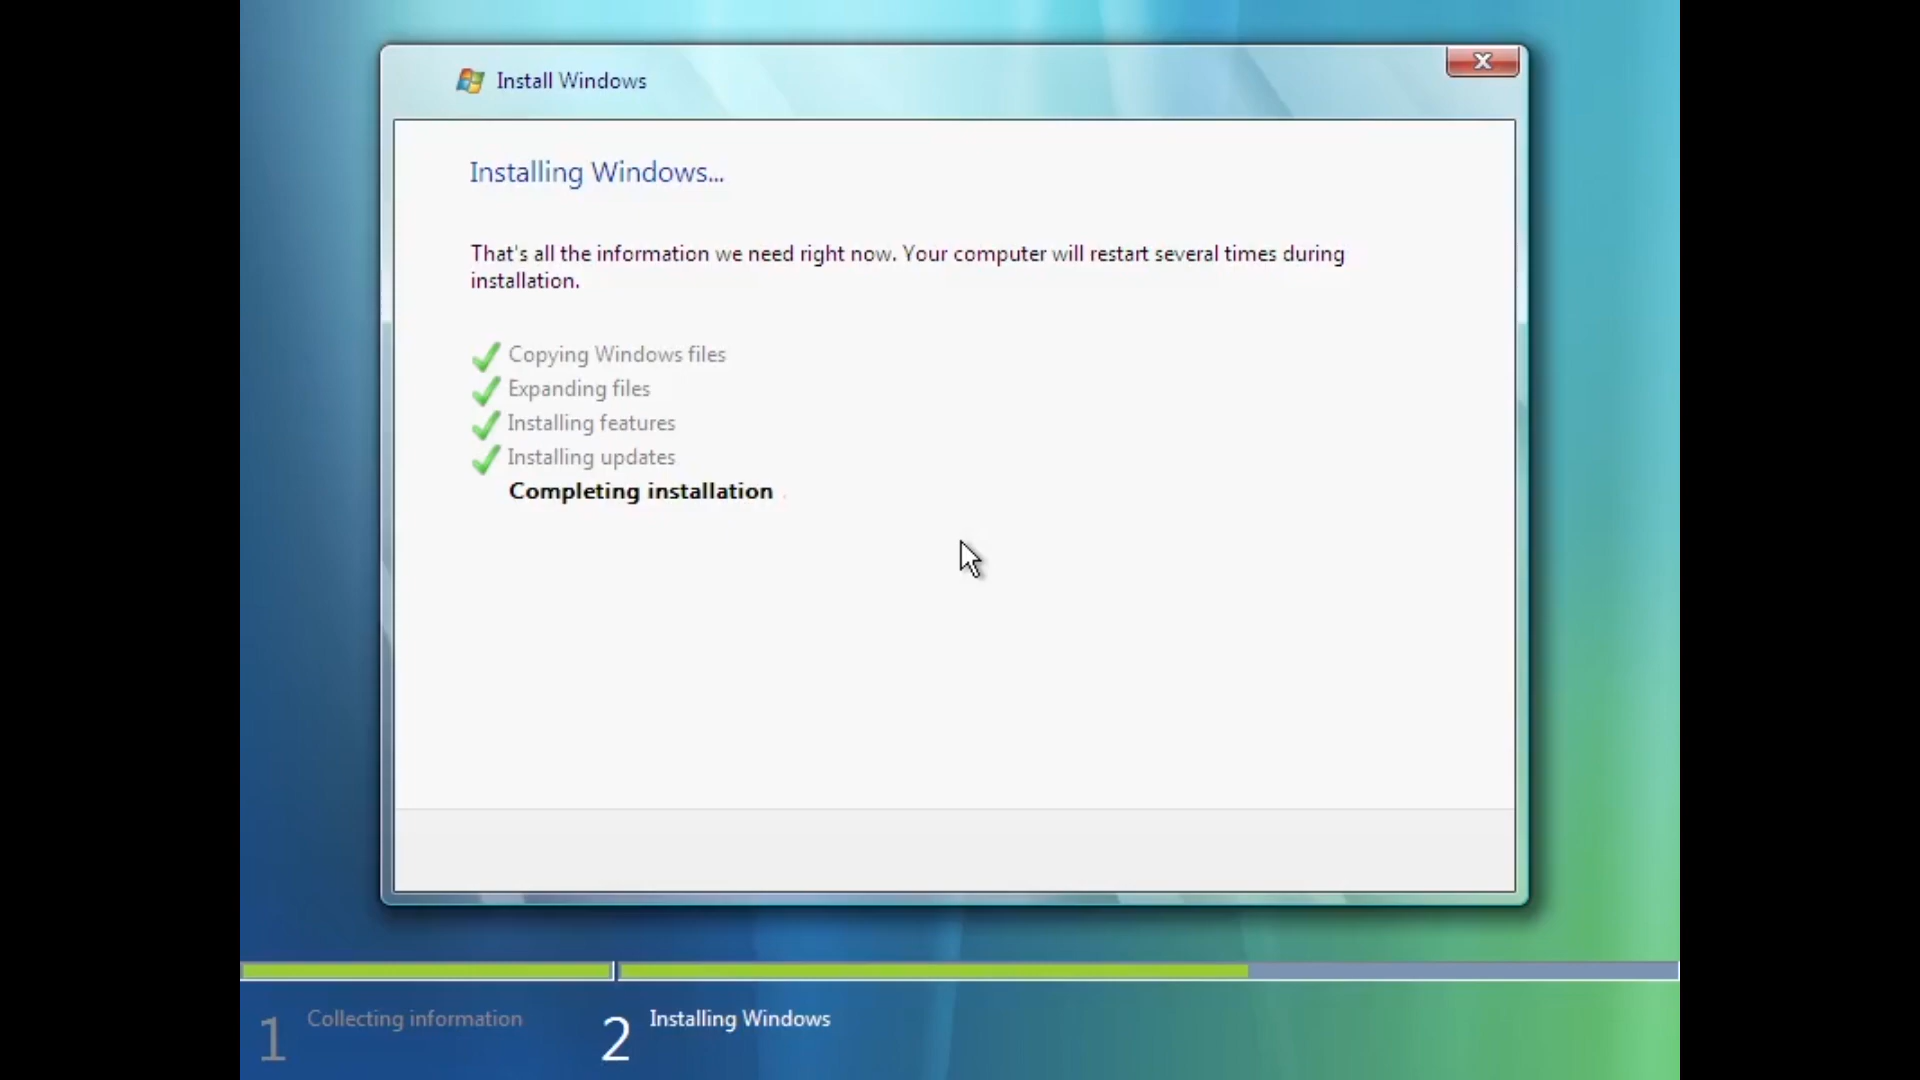 Install Windows
Installing Windows...
That's all the information we need right now. Your computer will restart several times during
installation.
Copying Windows files
Expanding files
Installing features
Installing updates
Completing installation
1 Collecting information
2 Installing Windows